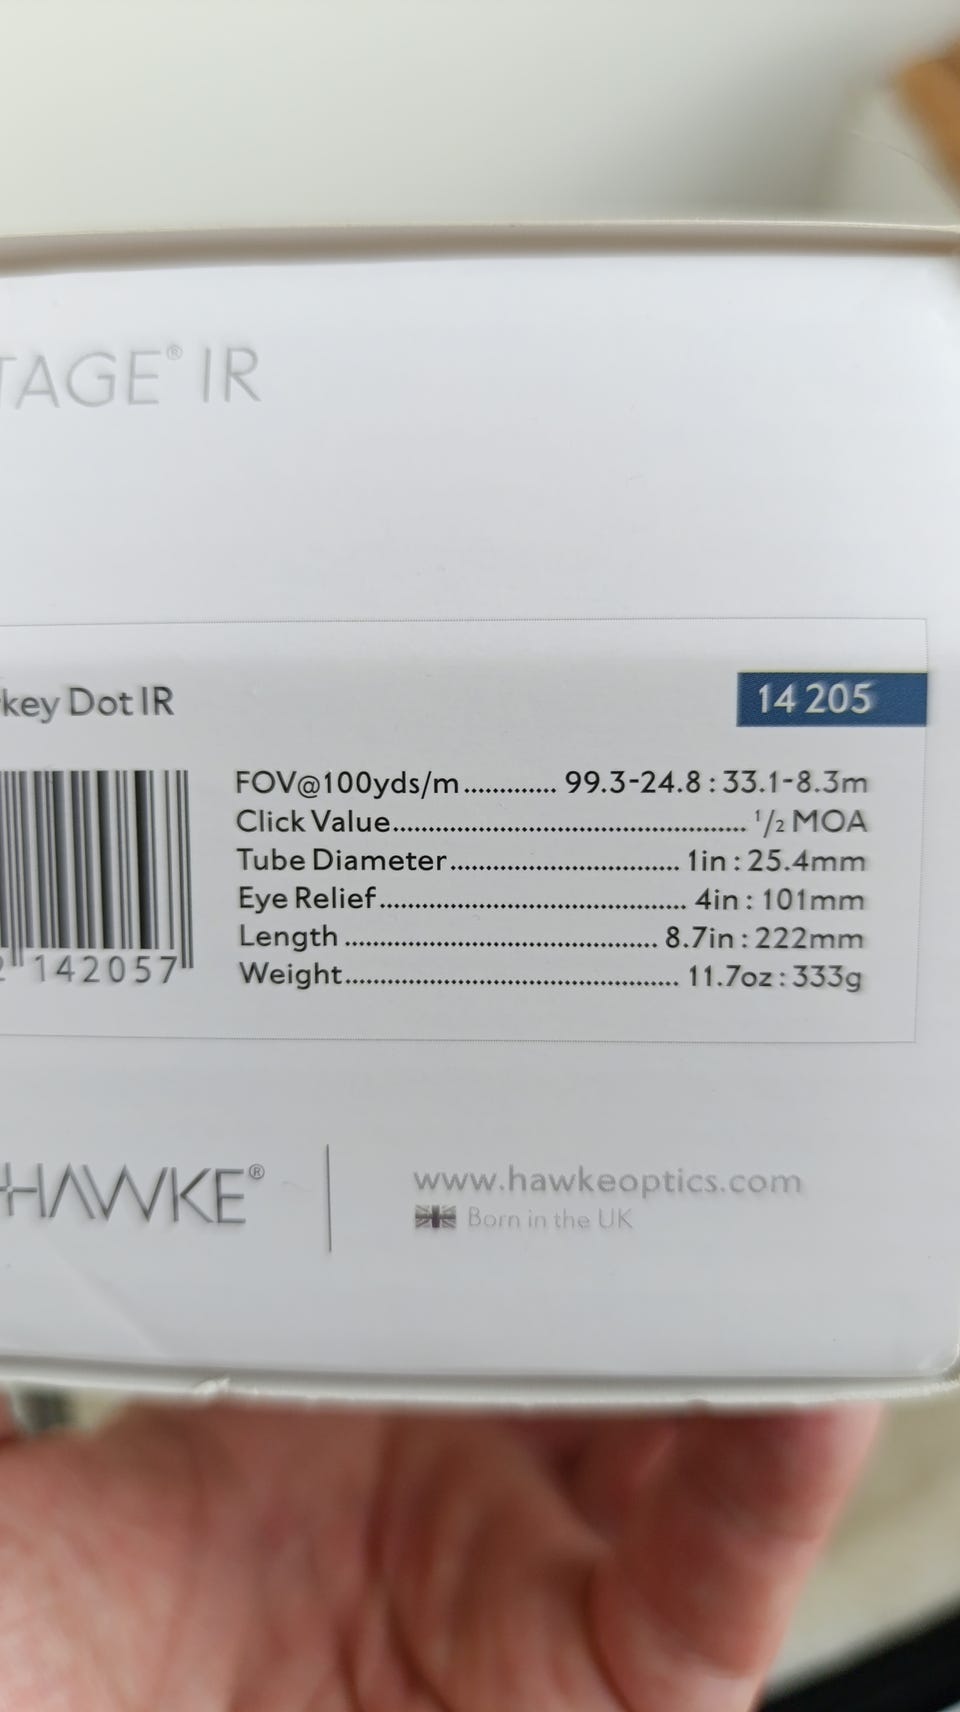 TAGE® IR
key Dot IR
14 205
FOV@100yds/m............. 99.3-24.8 : 33.1-8.3m
Click Value................................................ 1/2 MOA
Tube Diameter............................... 1in : 25.4mm
Eye Relief.......................................... 4in : 101mm
Length .......................................... 8.7in : 222mm
Weight............................................. 11.7oz : 333g
142057
HAWKE®
www.hawkeoptics.com
Born in the UK